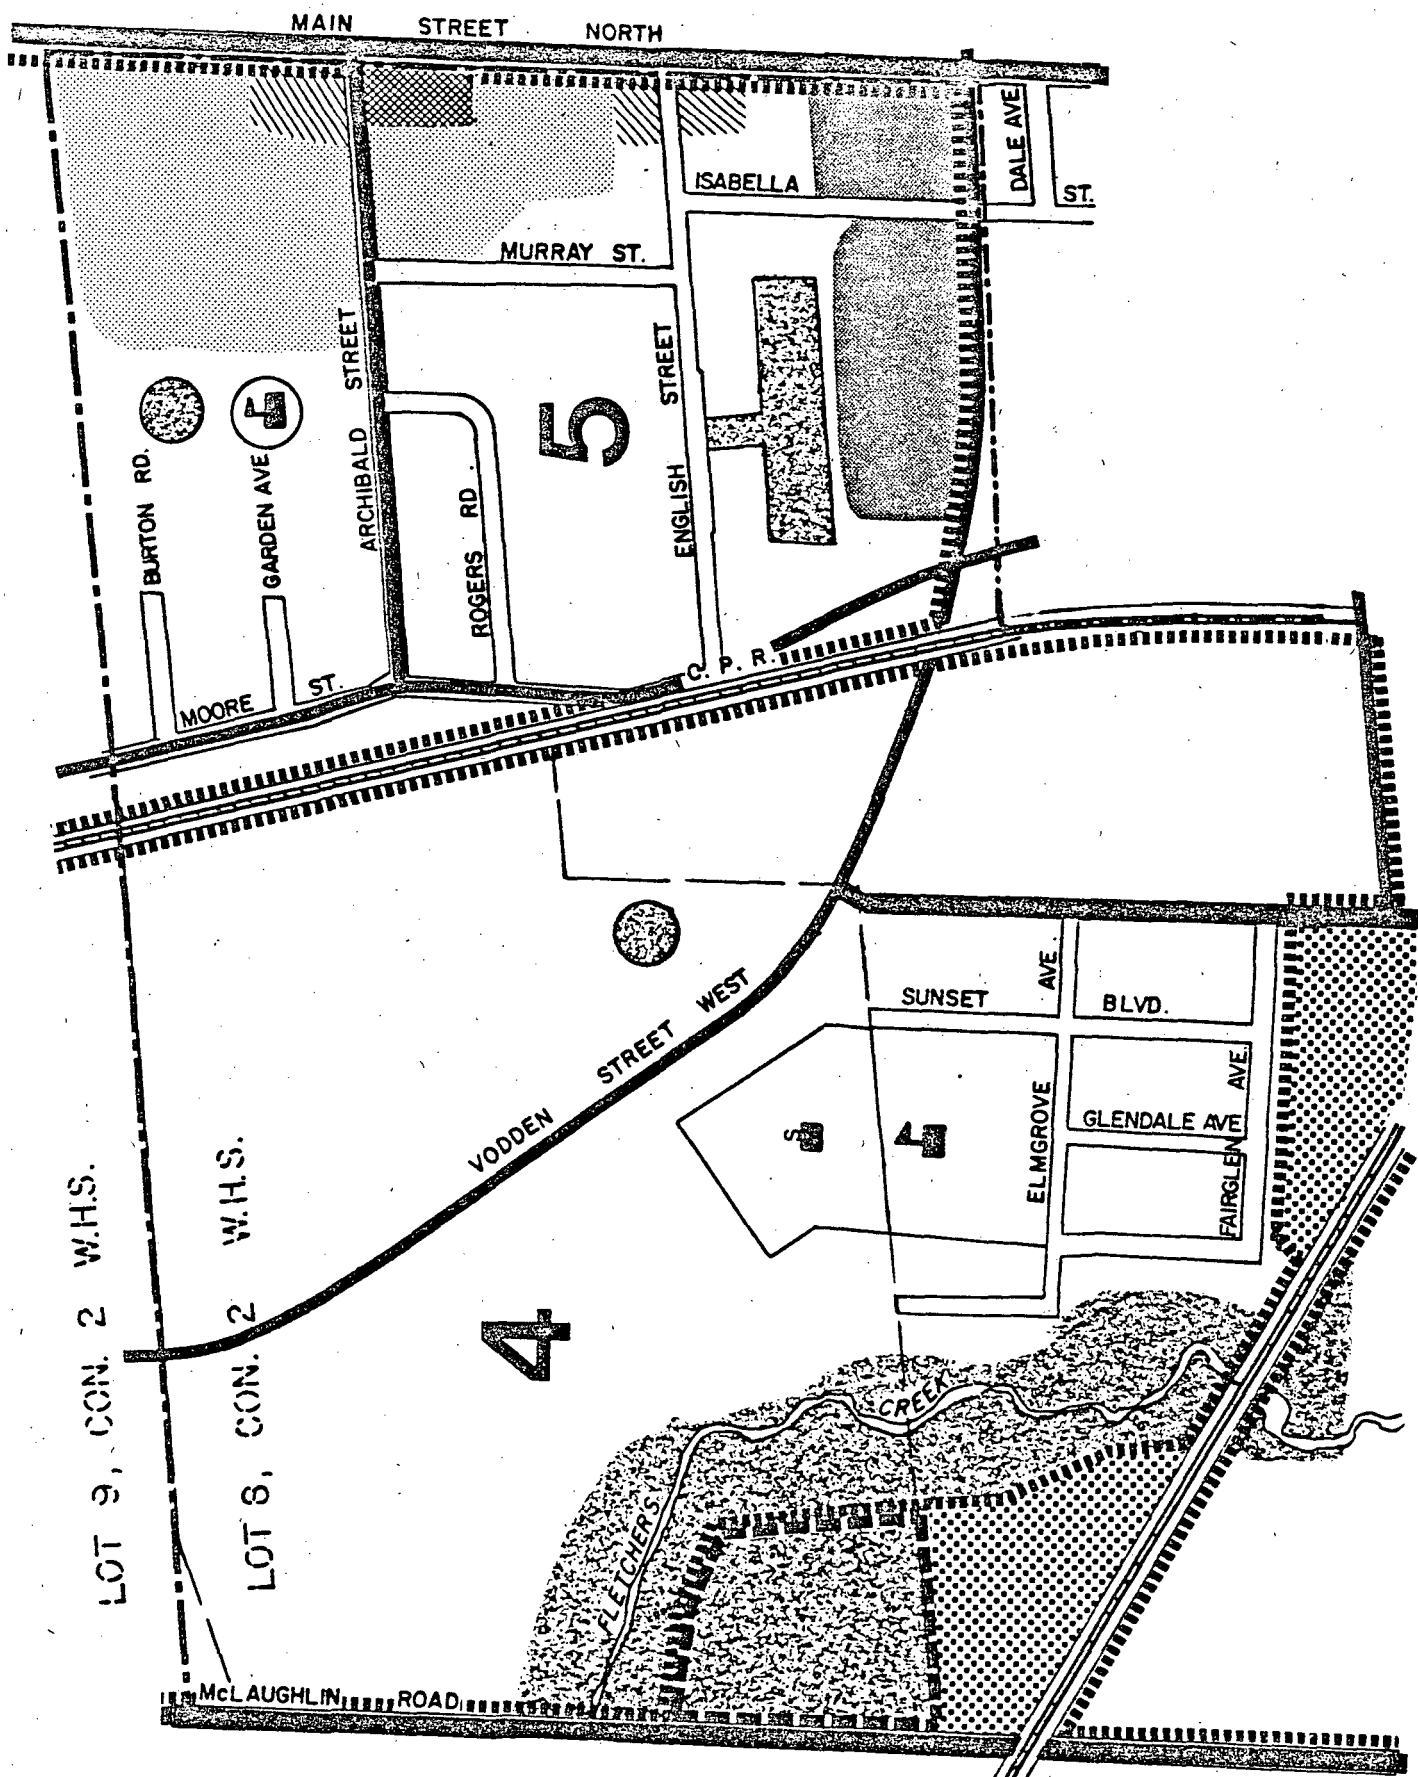 MAIN STREET NORTH
DALE AVE.
ISABELLA ST.
MURRAY ST.
ARCHIBALD STREET
5
ENGLISH STREET
BURTON RD.
GARDEN AVE
ROGERS RD.
MOORE ST.
C. P. R.
VODDEN STREET WEST
SUNSET BLVD.
ELMGROVE AVE.
GLENDALE AVE
FAIRGLEN AVE.
S
LOT 9, CON. 2 W.H.S.
LOT 8, CON. 2 W.H.S.
4
FLETCHER'S CREEK
McLAUGHLIN ROAD